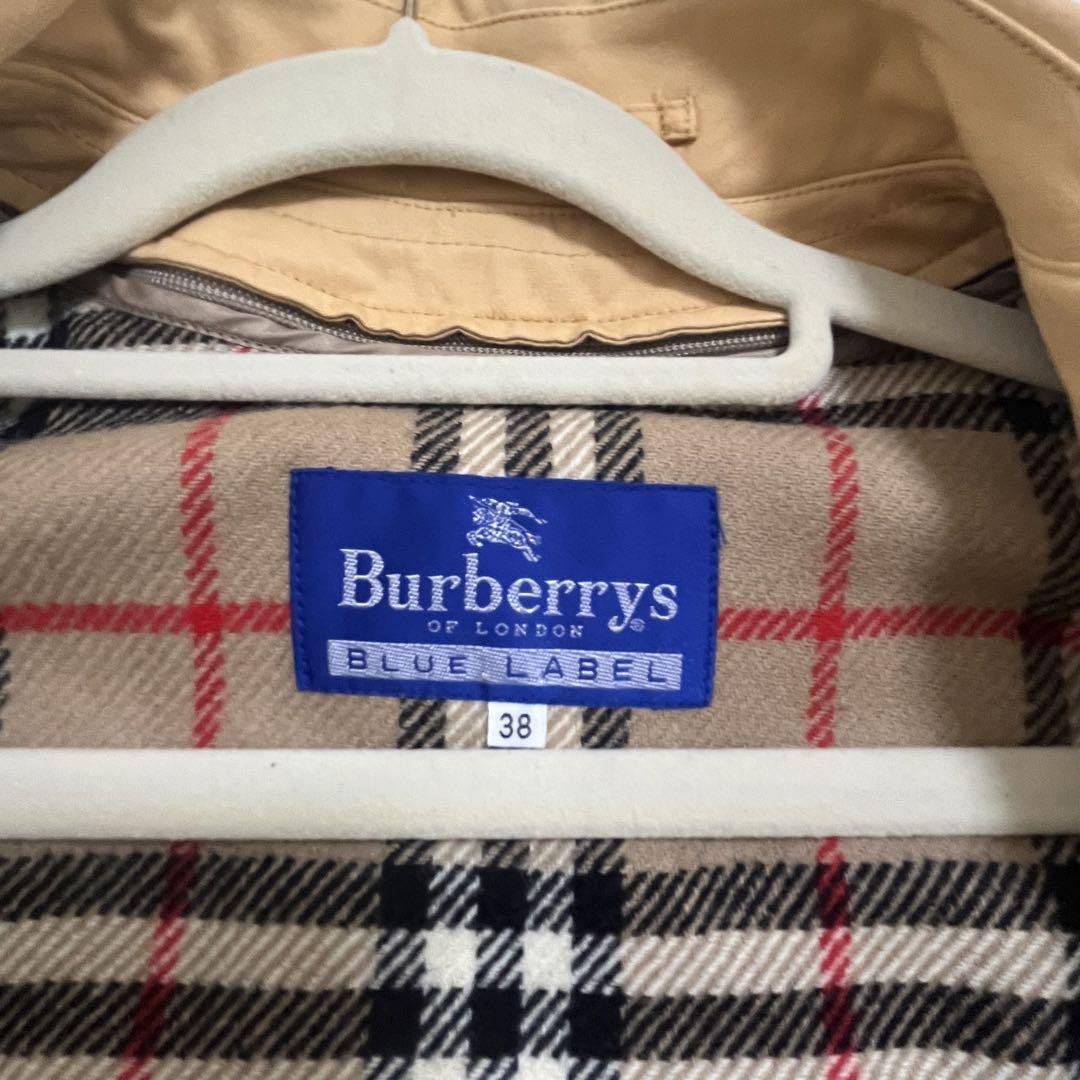 Burberrys®
OF LONDON
BLUE LABEL
38